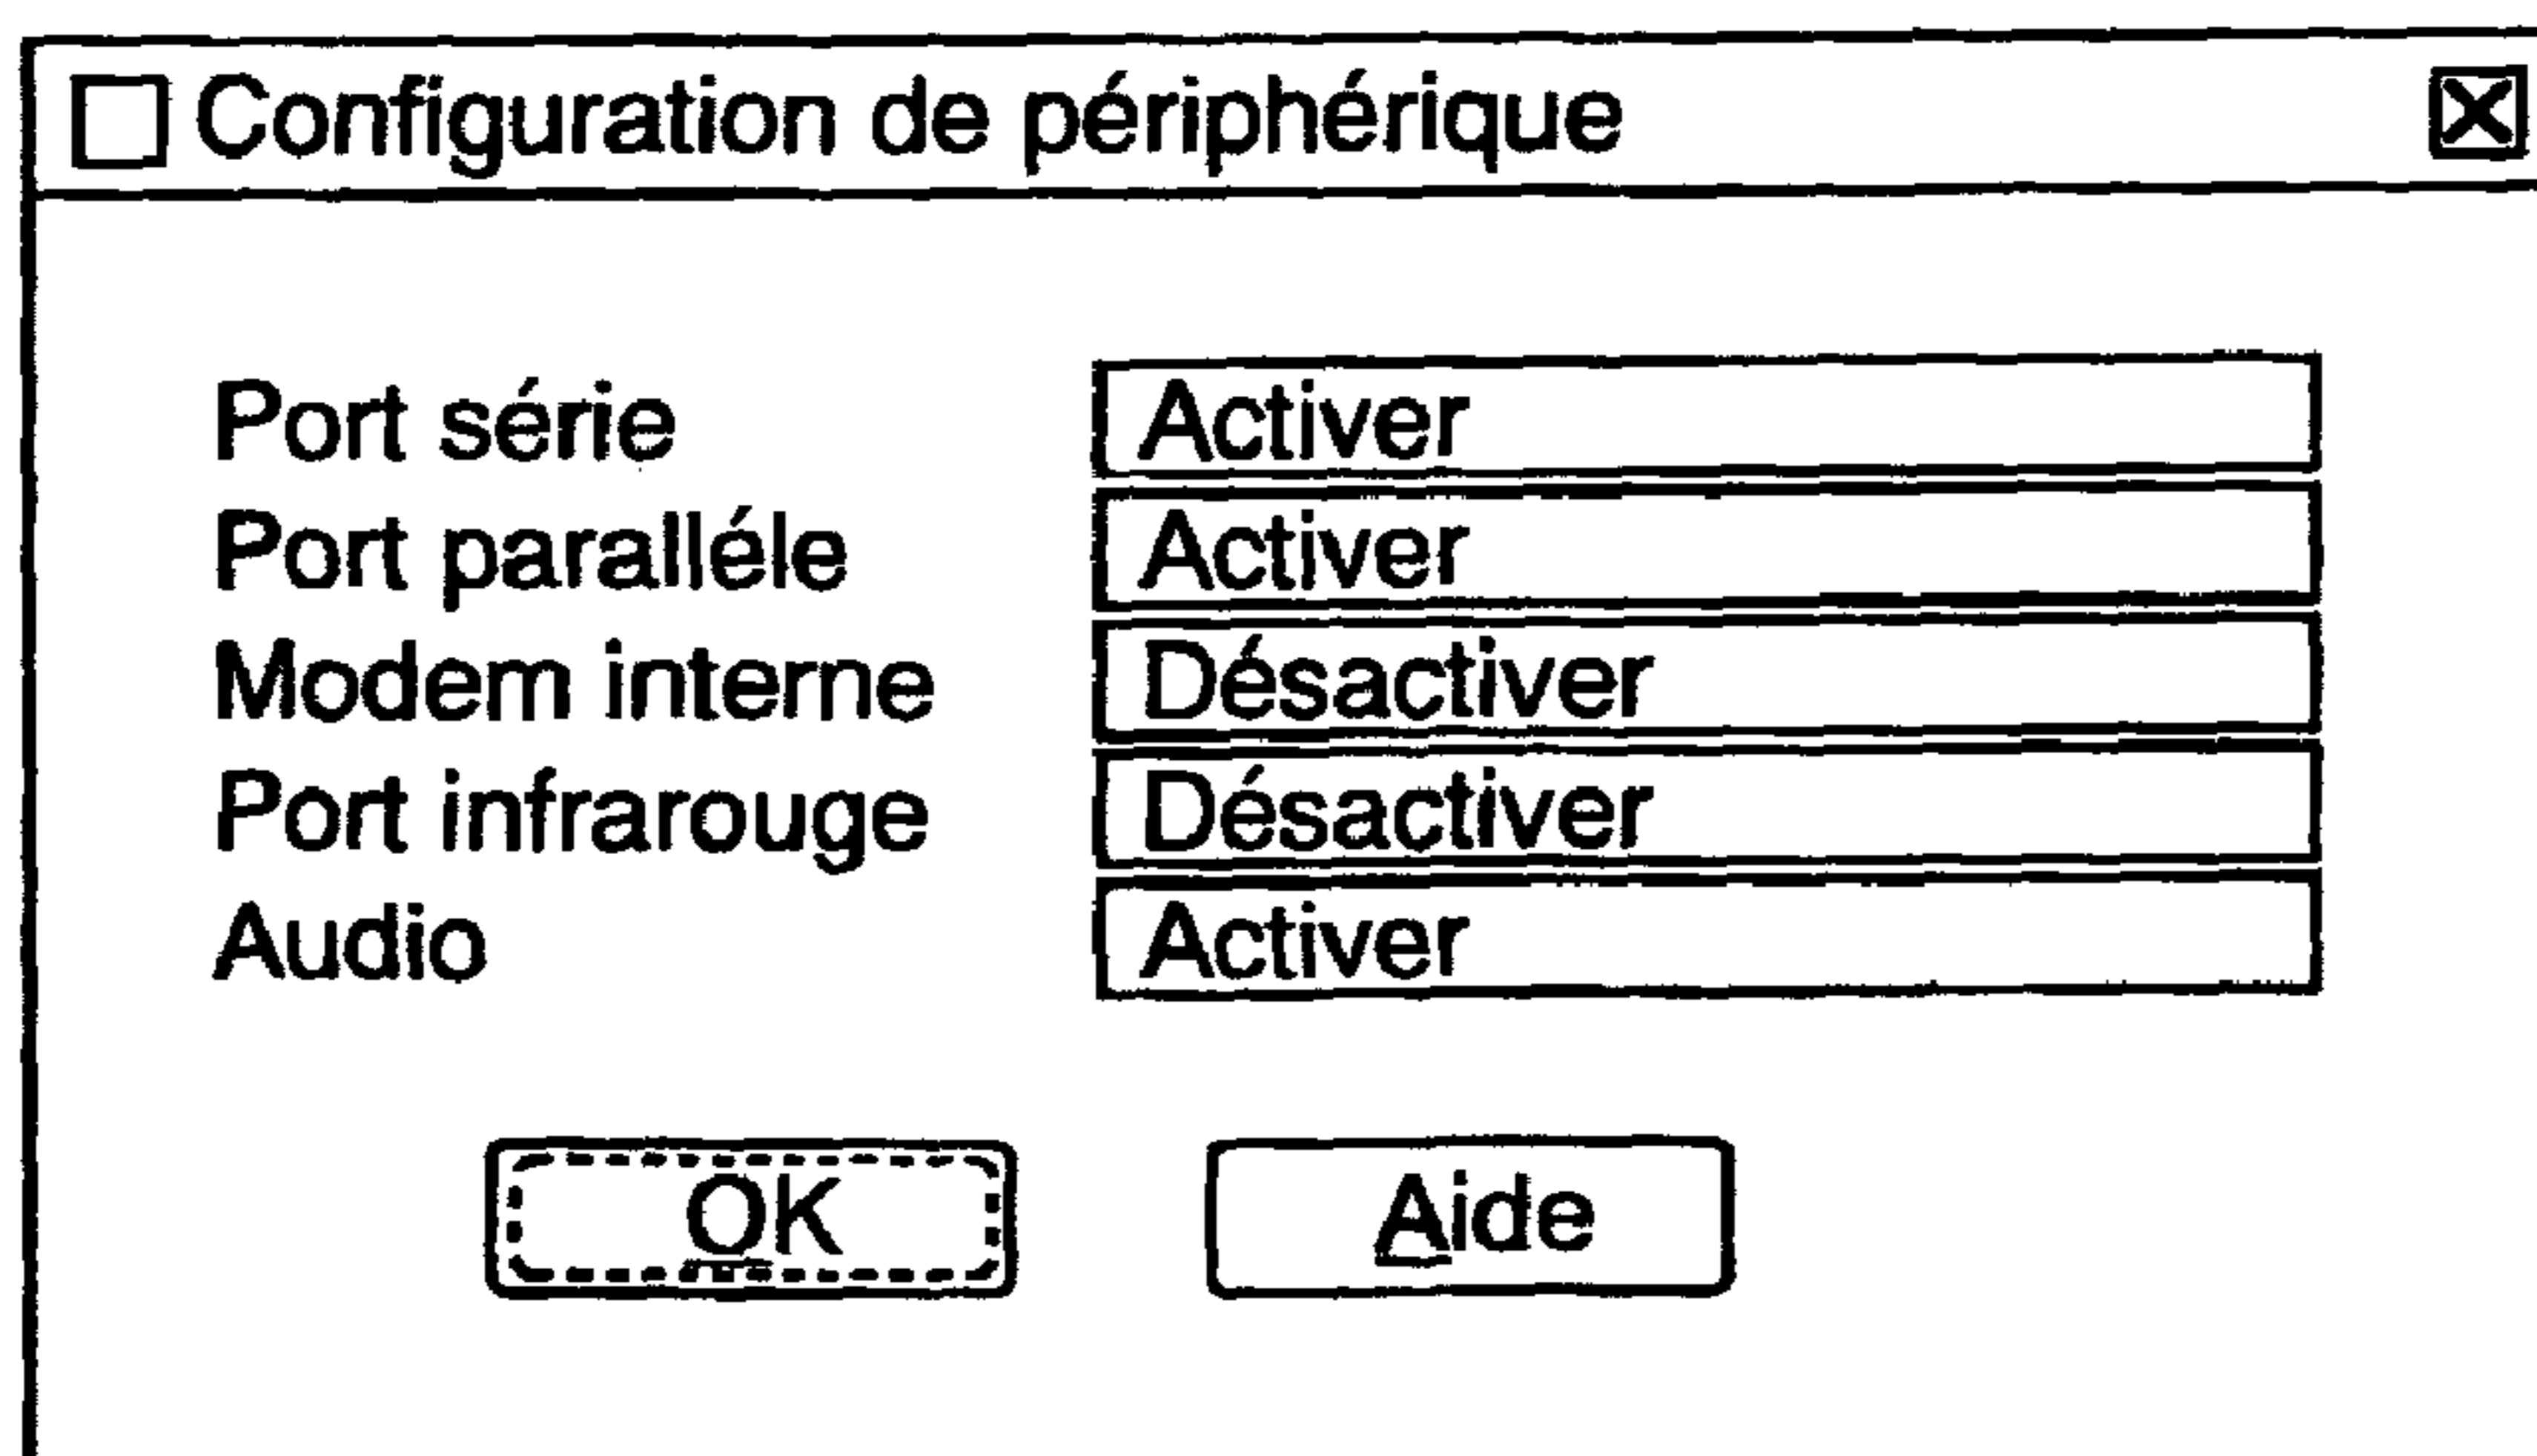 Configuration de périphérique
Port série Activer
Port paralléle Activer
Modem interne Désactiver
Port infrarouge Désactiver
Audio Activer
OK Aide